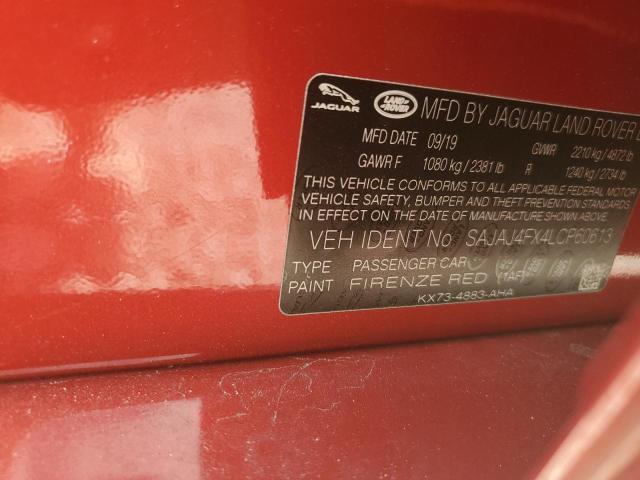 JAGUAR LAND ROVER MFD BY JAGUAR LAND ROVER
MFD DATE 09/19 GVWR 2210 kg / 4872 lb
GAWR F 1080 kg / 2381 lb R 1240 kg / 2734 lb
THIS VEHICLE CONFORMS TO ALL APPLICABLE FEDERAL MOTOR
VEHICLE SAFETY, BUMPER, AND THEFT PREVENTION STANDARDS
IN EFFECT ON THE DATE OF MANUFACTURE SHOWN ABOVE.
VEH IDENT No SAJAJ4FX4LCP60613
TYPE PASSENGER CAR
PAINT FIRENZE RED 1AF
KX73-4883-AHA